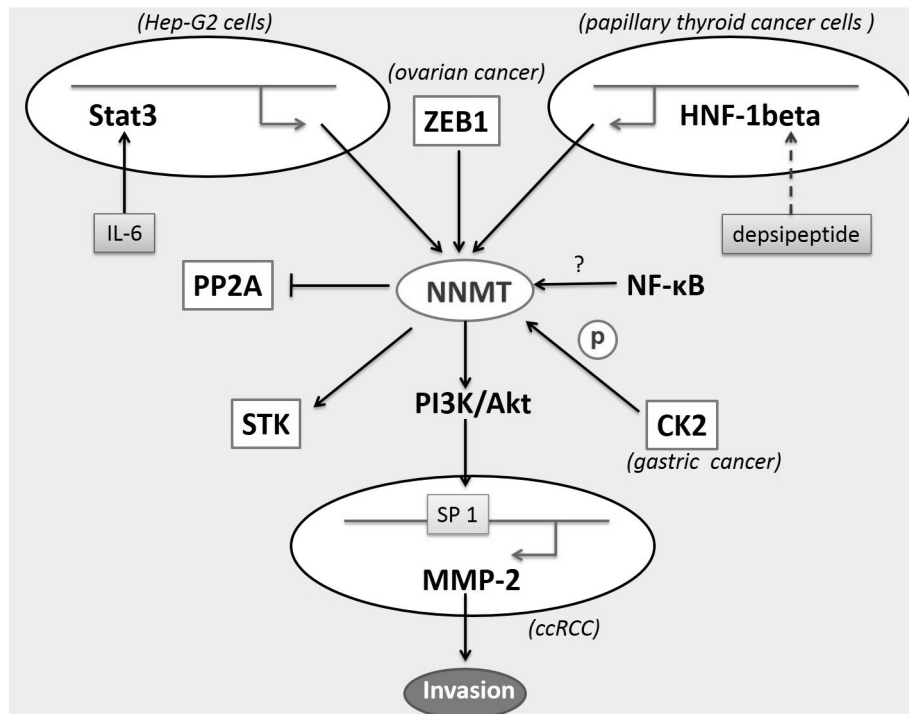 (Hep-G2 cells)
(papillary thyroid cancer cells )
(ovarian cancer)
Stat3
ZEB1
HNF-1beta
IL-6
depsipeptide
PP2A
NNMT
?
NF-κB
p
STK
PI3K/Akt
CK2
(gastric cancer)
SP 1
MMP-2
(ccRCC)
Invasion